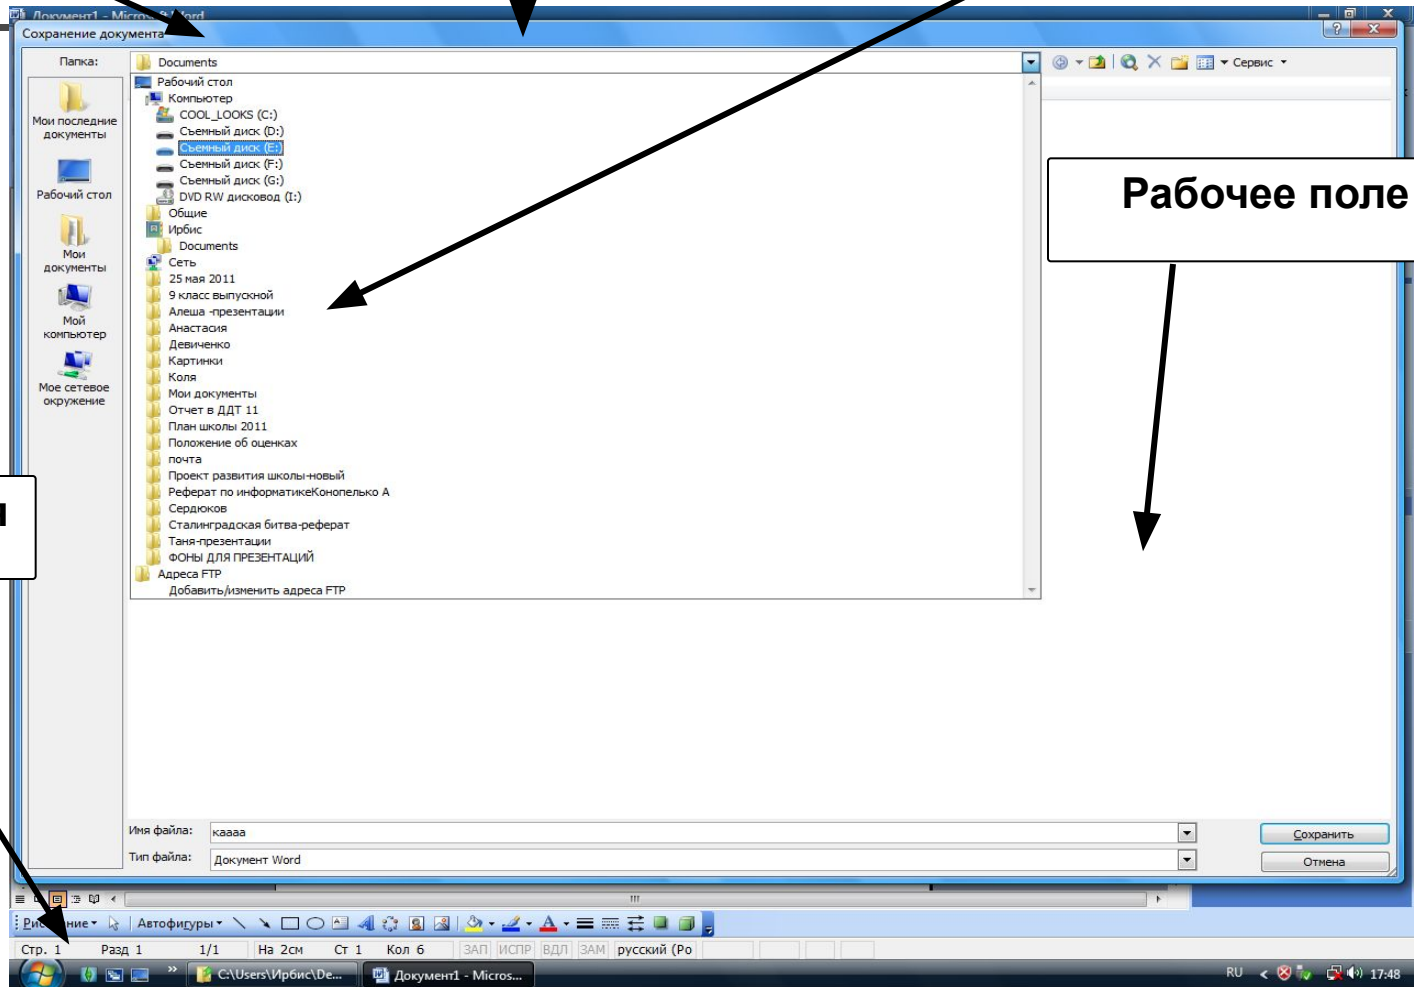 Документ1 - Microsoft Word
Сохранение документа
Папка:
Documents
Сервис
Рабочий стол
Компьютер
COOL_LOOKS (C:)
Съемный диск (D:)
Съемный диск (E:)
Съемный диск (F:)
Съемный диск (G:)
DVD RW дисковод (I:)
Общие
Ирбис
Documents
Сеть
25 мая 2011
9 класс выпускной
Алеша -презентации
Анастасия
Девиченко
Картинки
Коля
Мои документы
Отчет в ДДТ 11
План школы 2011
Положение об оценках
почта
Проект развития школы-новый
Реферат по информатикеКонопелько А
Сердюков
Сталинградская битва-реферат
Таня-презентации
ФОНЫ ДЛЯ ПРЕЗЕНТАЦИЙ
Адреса FTP
Добавить/изменить адреса FTP
Мои последние
документы
Рабочий стол
Мои
документы
Мой
компьютер
Мое сетевое
окружение
Рабочее поле
Имя файла:
каааа
Сохранить
Тип файла:
Документ Word
Отмена
Автофигуры
Стр. 1 Разд 1 1/1 На 2см Ст 1 Кол 6 ЗАП ИСПР ВДЛ ЗАМ русский (Ро
C:\Users\Ирбис\De... Документ1 - Micros... RU 17:48